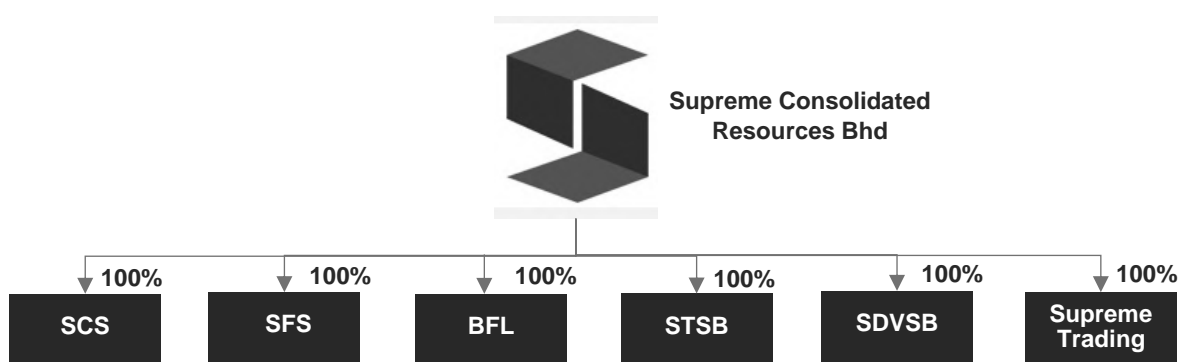 Supreme Consolidated
Resources Bhd
100%
100%
100%
100%
100%
100%
SCS
SFS
BFL
STSB
SDVSB
Supreme
Trading